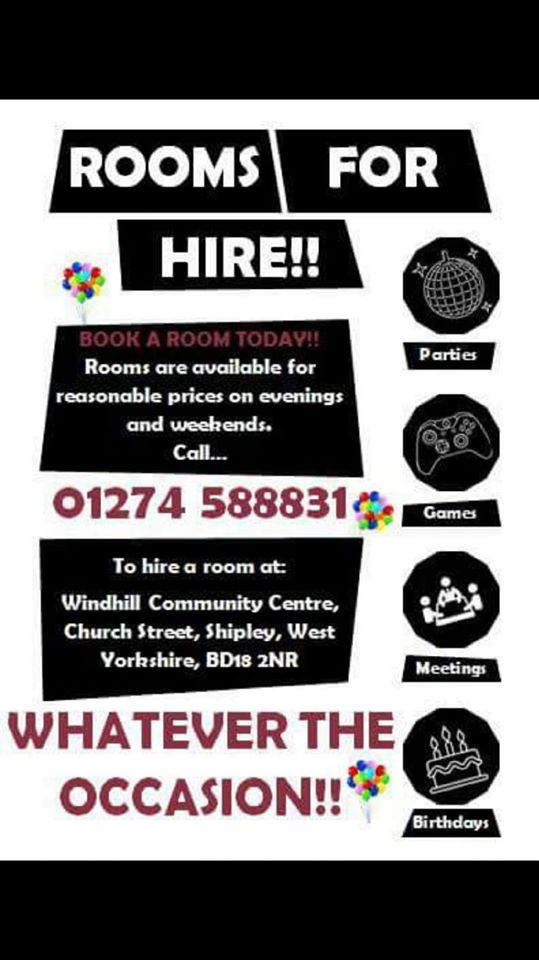 ROOMS FOR
HIRE!!
BOOK A ROOM TODAY!!
Rooms are available for
reasonable prices on evenings
and weekends.
Call...
01274 588831
To hire a room at:
Windhill Community Centre,
Church Street, Shipley, West
Yorkshire, BD18 2NR
WHATEVER THE
OCCASION!!
Parties
Games
Meetings
Birthdays